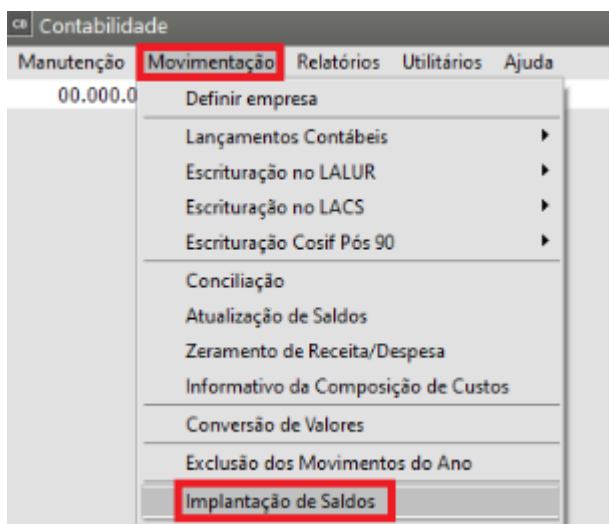 CB Contabilidade
Manutenção Movimentação Relatórios Utilitários Ajuda
00.000.0
Definir empresa
Lançamentos Contábeis
Escrituração no LALUR
Escrituração no LACS
Escrituração Cosif Pós 90
Conciliação
Atualização de Saldos
Zeramento de Receita/Despesa
Informativo da Composição de Custos
Conversão de Valores
Exclusão dos Movimentos do Ano
Implantação de Saldos